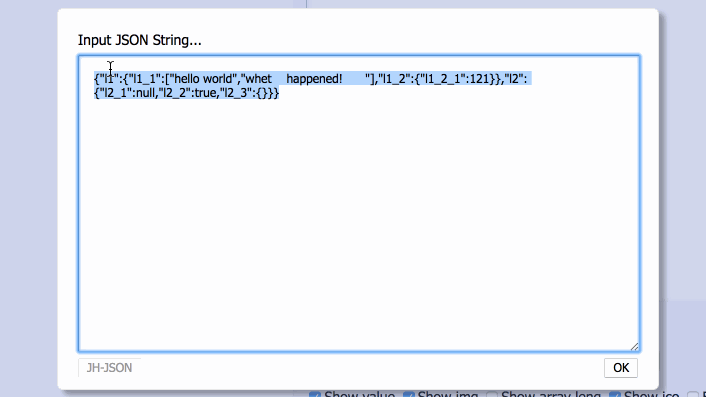 Input JSON String...
{"l1":{"l1_1":["hello world","whet    happened!      "],"l1_2":{"l1_2_1":121}},"l2":
{"l2_1":null,"l2_2":true,"l2_3":{}}}
JH-JSON
OK
Show value Show img Show array long Show ico